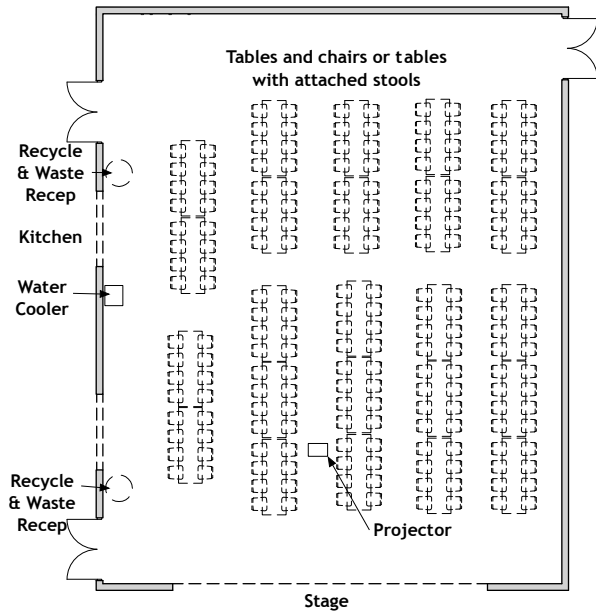 Tables and chairs or tables
with attached stools
Recycle
& Waste
Recep
Kitchen
Water
Cooler
Recycle
& Waste
Recep
Projector
Stage